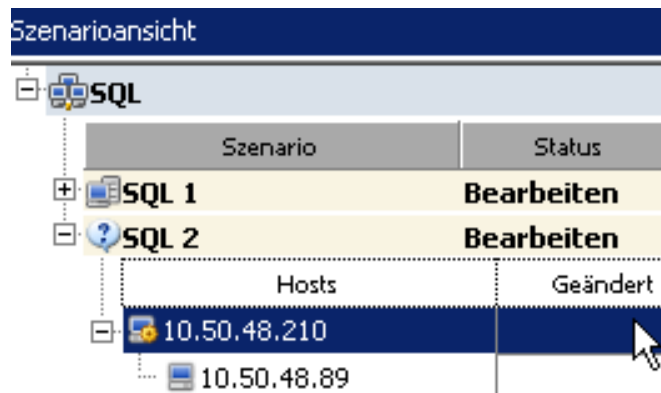 Szenarioansicht
SQL
Szenario Status
SQL 1 Bearbeiten
SQL 2 Bearbeiten
Hosts Geändert
10.50.48.210
10.50.48.89